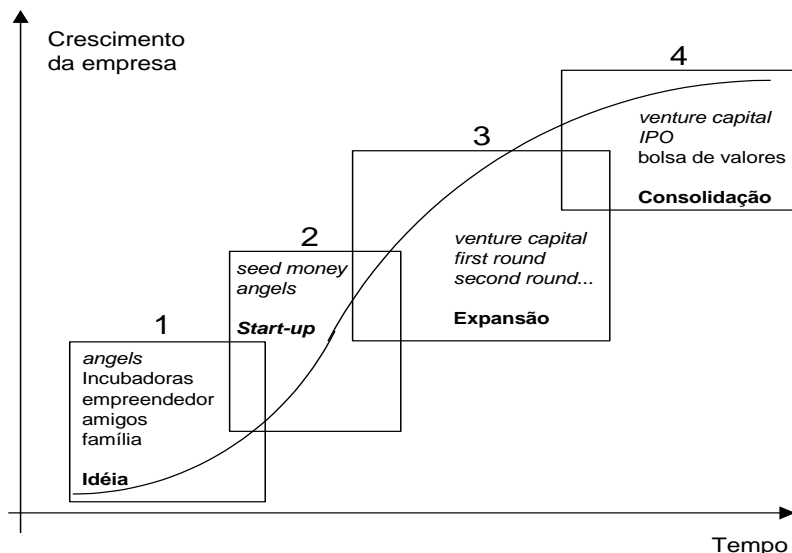 Crescimento
da empresa
4
venture capital
IPO
bolsa de valores
Consolidação
3
venture capital
first round
second round...
Expansão
2
seed money
angels
Start-up
1
angels
Incubadoras
empreendedor
amigos
família
Idéia
Tempo